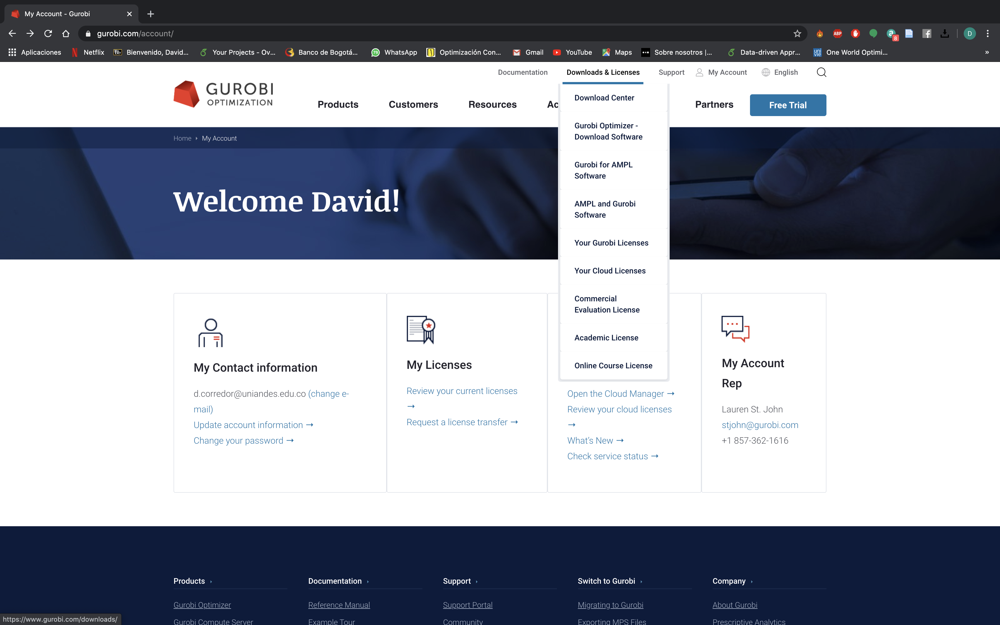 My Account - Gurobi
gurobi.com/account/
ABP
8
D
Aplicaciones
Netflix
Bb
Bienvenido, David...
Your Projects - Ov...
Banco de Bogotá...
79
WhatsApp
Optimización Con...
Gmail
YouTube
Maps
Sobre nosotros |...
Data-driven Appr...
uni
vie
One World Optimi...
»
Documentation
Downloads & Licenses
Support
My Account
English
GUROBI
OPTIMIZATION
Products
Customers
Resources
Ac
Partners
Free Trial
Download Center
Gurobi Optimizer -
Download Software
Gurobi for AMPL
Software
AMPL and Gurobi
Software
Your Gurobi Licenses
Your Cloud Licenses
Commercial
Evaluation License
Academic License
Online Course License
Home
My Account
Welcome David!
My Contact information
d.corredor@uniandes.edu.co (change e-
mail)
Update account information →
Change your password →
My Licenses
Review your current licenses
→
Request a license transfer →
Open the Cloud Manager →
Review your cloud licenses
→
What's New →
Check service status →
My Account
Rep
Lauren St. John
stjohn@gurobi.com
+1 857-362-1616
Products
Gurobi Optimizer
Gurobi Compute Server
Documentation
Reference Manual
Example Tour
Support
Support Portal
Community
Switch to Gurobi
Migrating to Gurobi
Exporting MPS Files
Company
About Gurobi
Prescriptive Analytics
https://www.gurobi.com/downloads/